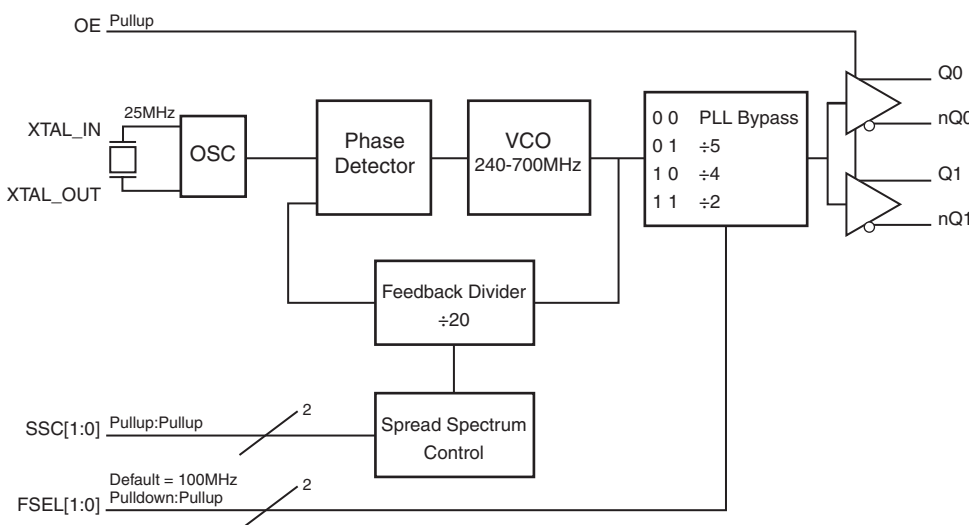 OE Pullup
Q0
nQ0
Q1
nQ1
XTAL_IN
25MHz
XTAL_OUT
OSC
Phase
Detector
VCO
240-700MHz
0 0 PLL Bypass
0 1 ÷5
1 0 ÷4
1 1 ÷2
Feedback Divider
÷20
SSC[1:0] Pullup:Pullup
2
Spread Spectrum
Control
Default = 100MHz
FSEL[1:0] Pulldown:Pullup
2